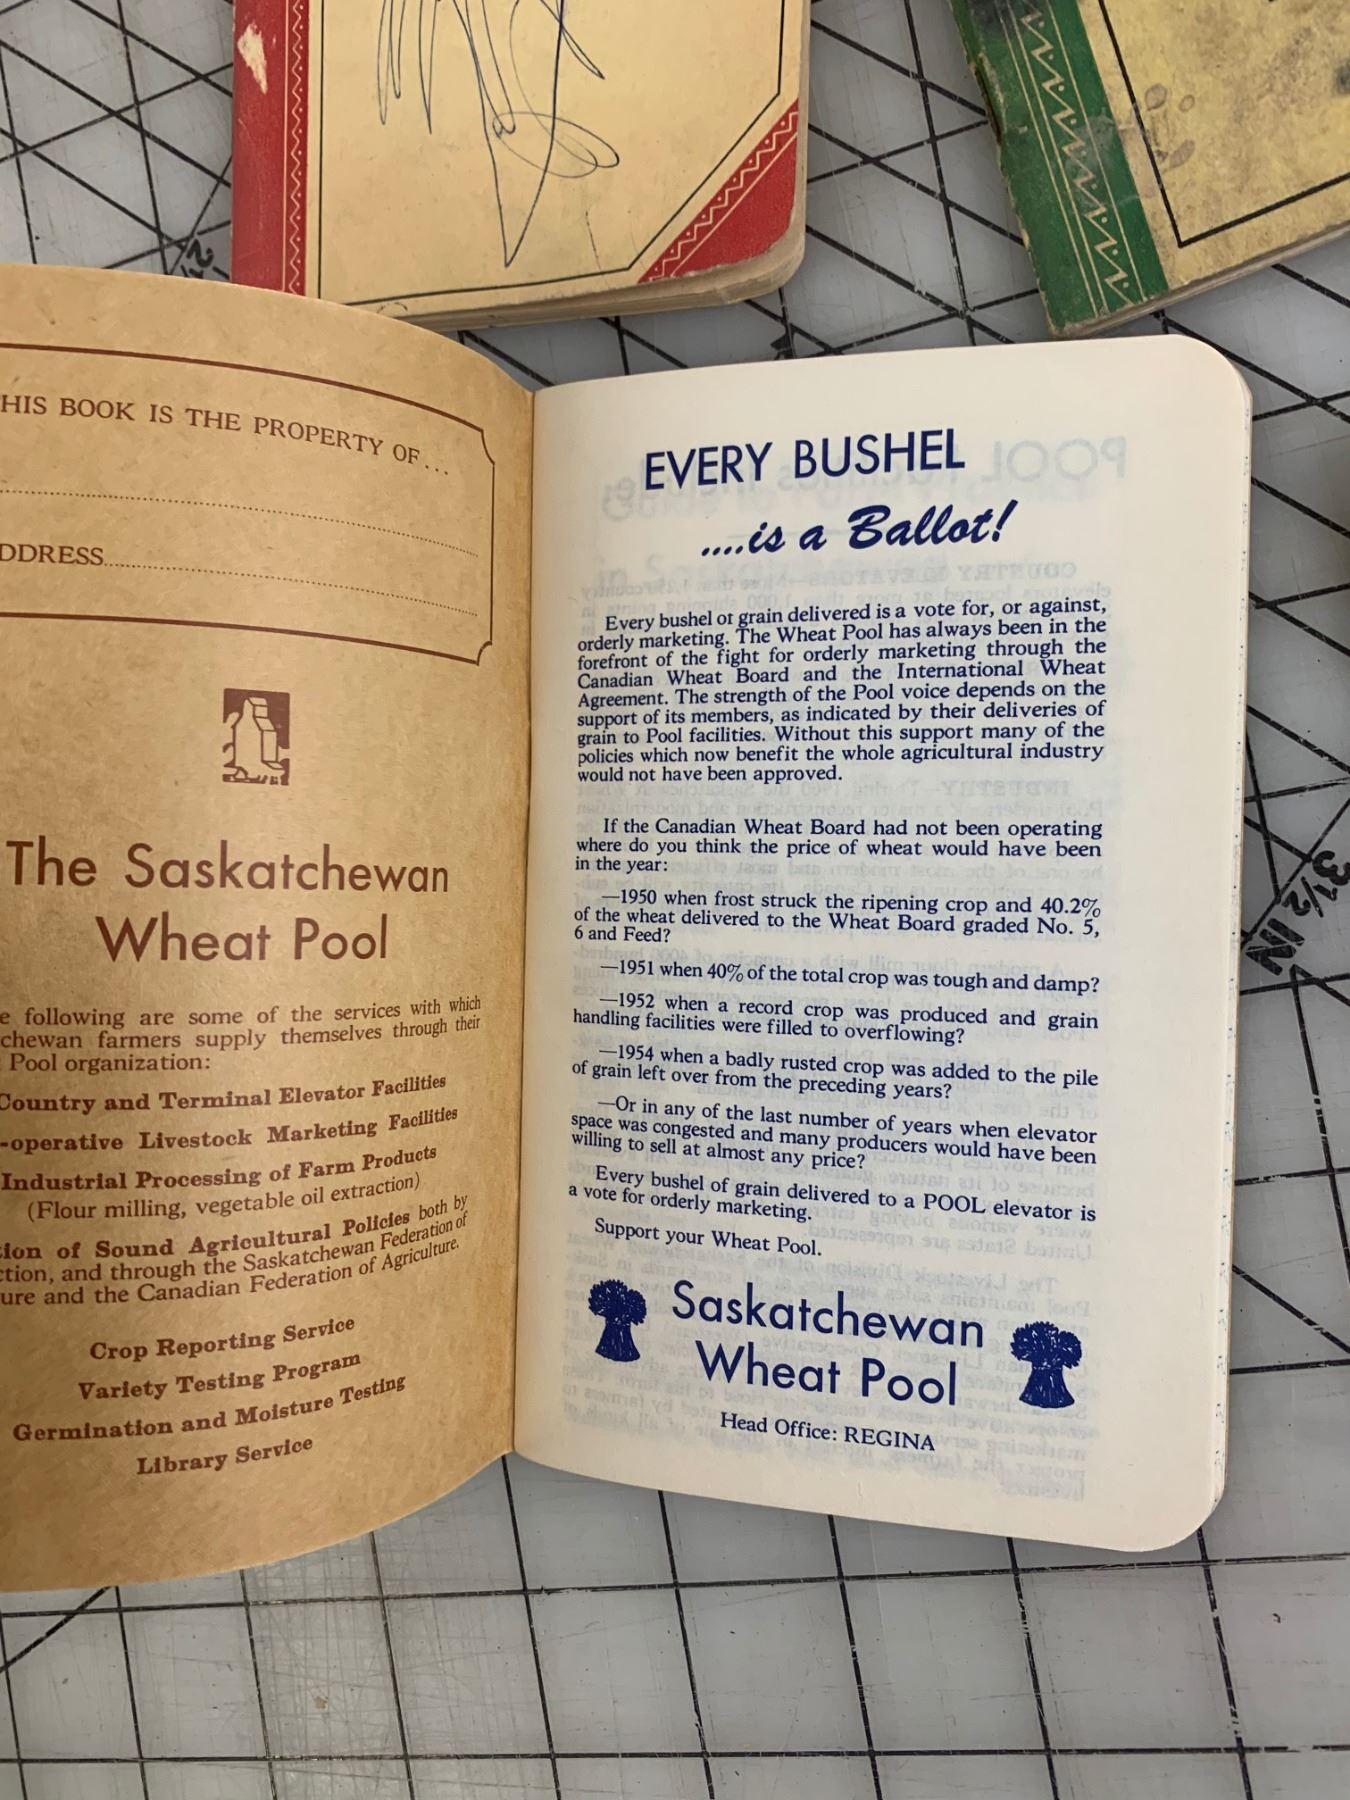 HIS BOOK IS THE PROPERTY OF...
DDRESS
The Saskatchewan
Wheat Pool
e following are some of the services with which
chewan farmers supply themselves through their
Pool organization:
Country and Terminal Elevator Facilities
-operative Livestock Marketing Facilities
Industrial Processing of Farm Products
(Flour milling, vegetable oil extraction)
tion of Sound Agricultural Policies both by
ction, and through the Saskatchewan Federation of
ure and the Canadian Federation of Agriculture.
Crop Reporting Service
Variety Testing Program
Germination and Moisture Testing
Library Service
EVERY BUSHEL
....is a Ballot!
Every bushel of grain delivered is a vote for, or against,
orderly marketing. The Wheat Pool has always been in the
forefront of the fight for orderly marketing through the
Canadian Wheat Board and the International Wheat
Agreement. The strength of the Pool voice depends on the
support of its members, as indicated by their deliveries of
grain to Pool facilities. Without this support many of the
policies which now benefit the whole agricultural industry
would not have been approved.
If the Canadian Wheat Board had not been operating
where do you think the price of wheat would have been
in the year:
—1950 when frost struck the ripening crop and 40.2%
of the wheat delivered to the Wheat Board graded No. 5,
6 and Feed?
—1951 when 40% of the total crop was tough and damp?
—1952 when a record crop was produced and grain
handling facilities were filled to overflowing?
—1954 when a badly rusted crop was added to the pile
of grain left over from the preceding years?
—Or in any of the last number of years when elevator
space was congested and many producers would have been
willing to sell at almost any price?
Every bushel of grain delivered to a POOL elevator is
a vote for orderly marketing.
Support your Wheat Pool.
Saskatchewan
Wheat Pool
Head Office: REGINA
3½ IN